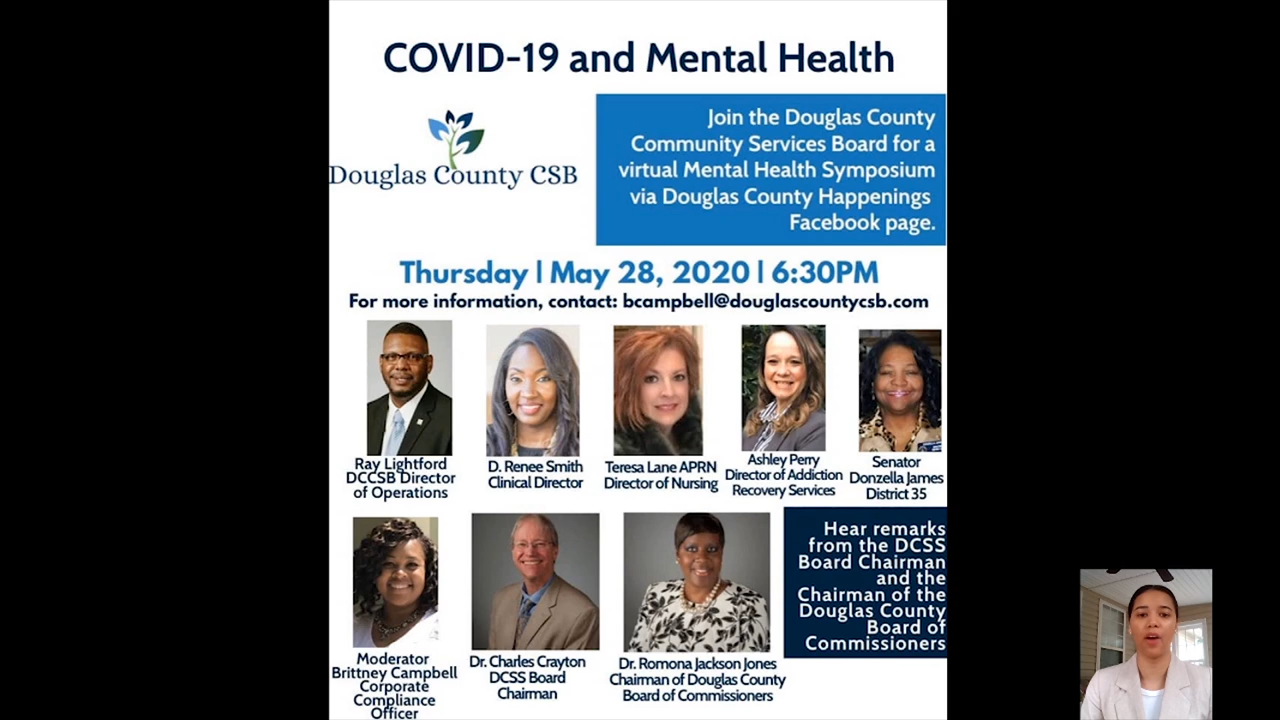 COVID-19 and Mental Health
Douglas County CSB
Join the Douglas County
Community Services Board for a
virtual Mental Health Symposium
via Douglas County Happenings
Facebook page.
Thursday | May 28, 2020 | 6:30PM
For more information, contact: bcampbell@douglascountycsb.com
Ray Lightford
DCCSB Director
of Operations
D. Renee Smith
Clinical Director
Teresa Lane APRN
Director of Nursing
Ashley Perry
Director of Addiction
Recovery Services
Senator
Donzella James
District 35
Moderator
Brittney Campbell
Corporate
Compliance
Officer
Dr. Charles Crayton
DCSS Board
Chairman
Dr. Romona Jackson Jones
Chairman of Douglas County
Board of Commissioners
Hear remarks
from the DCSS
Board Chairman
and the
Chairman of the
Douglas County
Board of
Commissioners